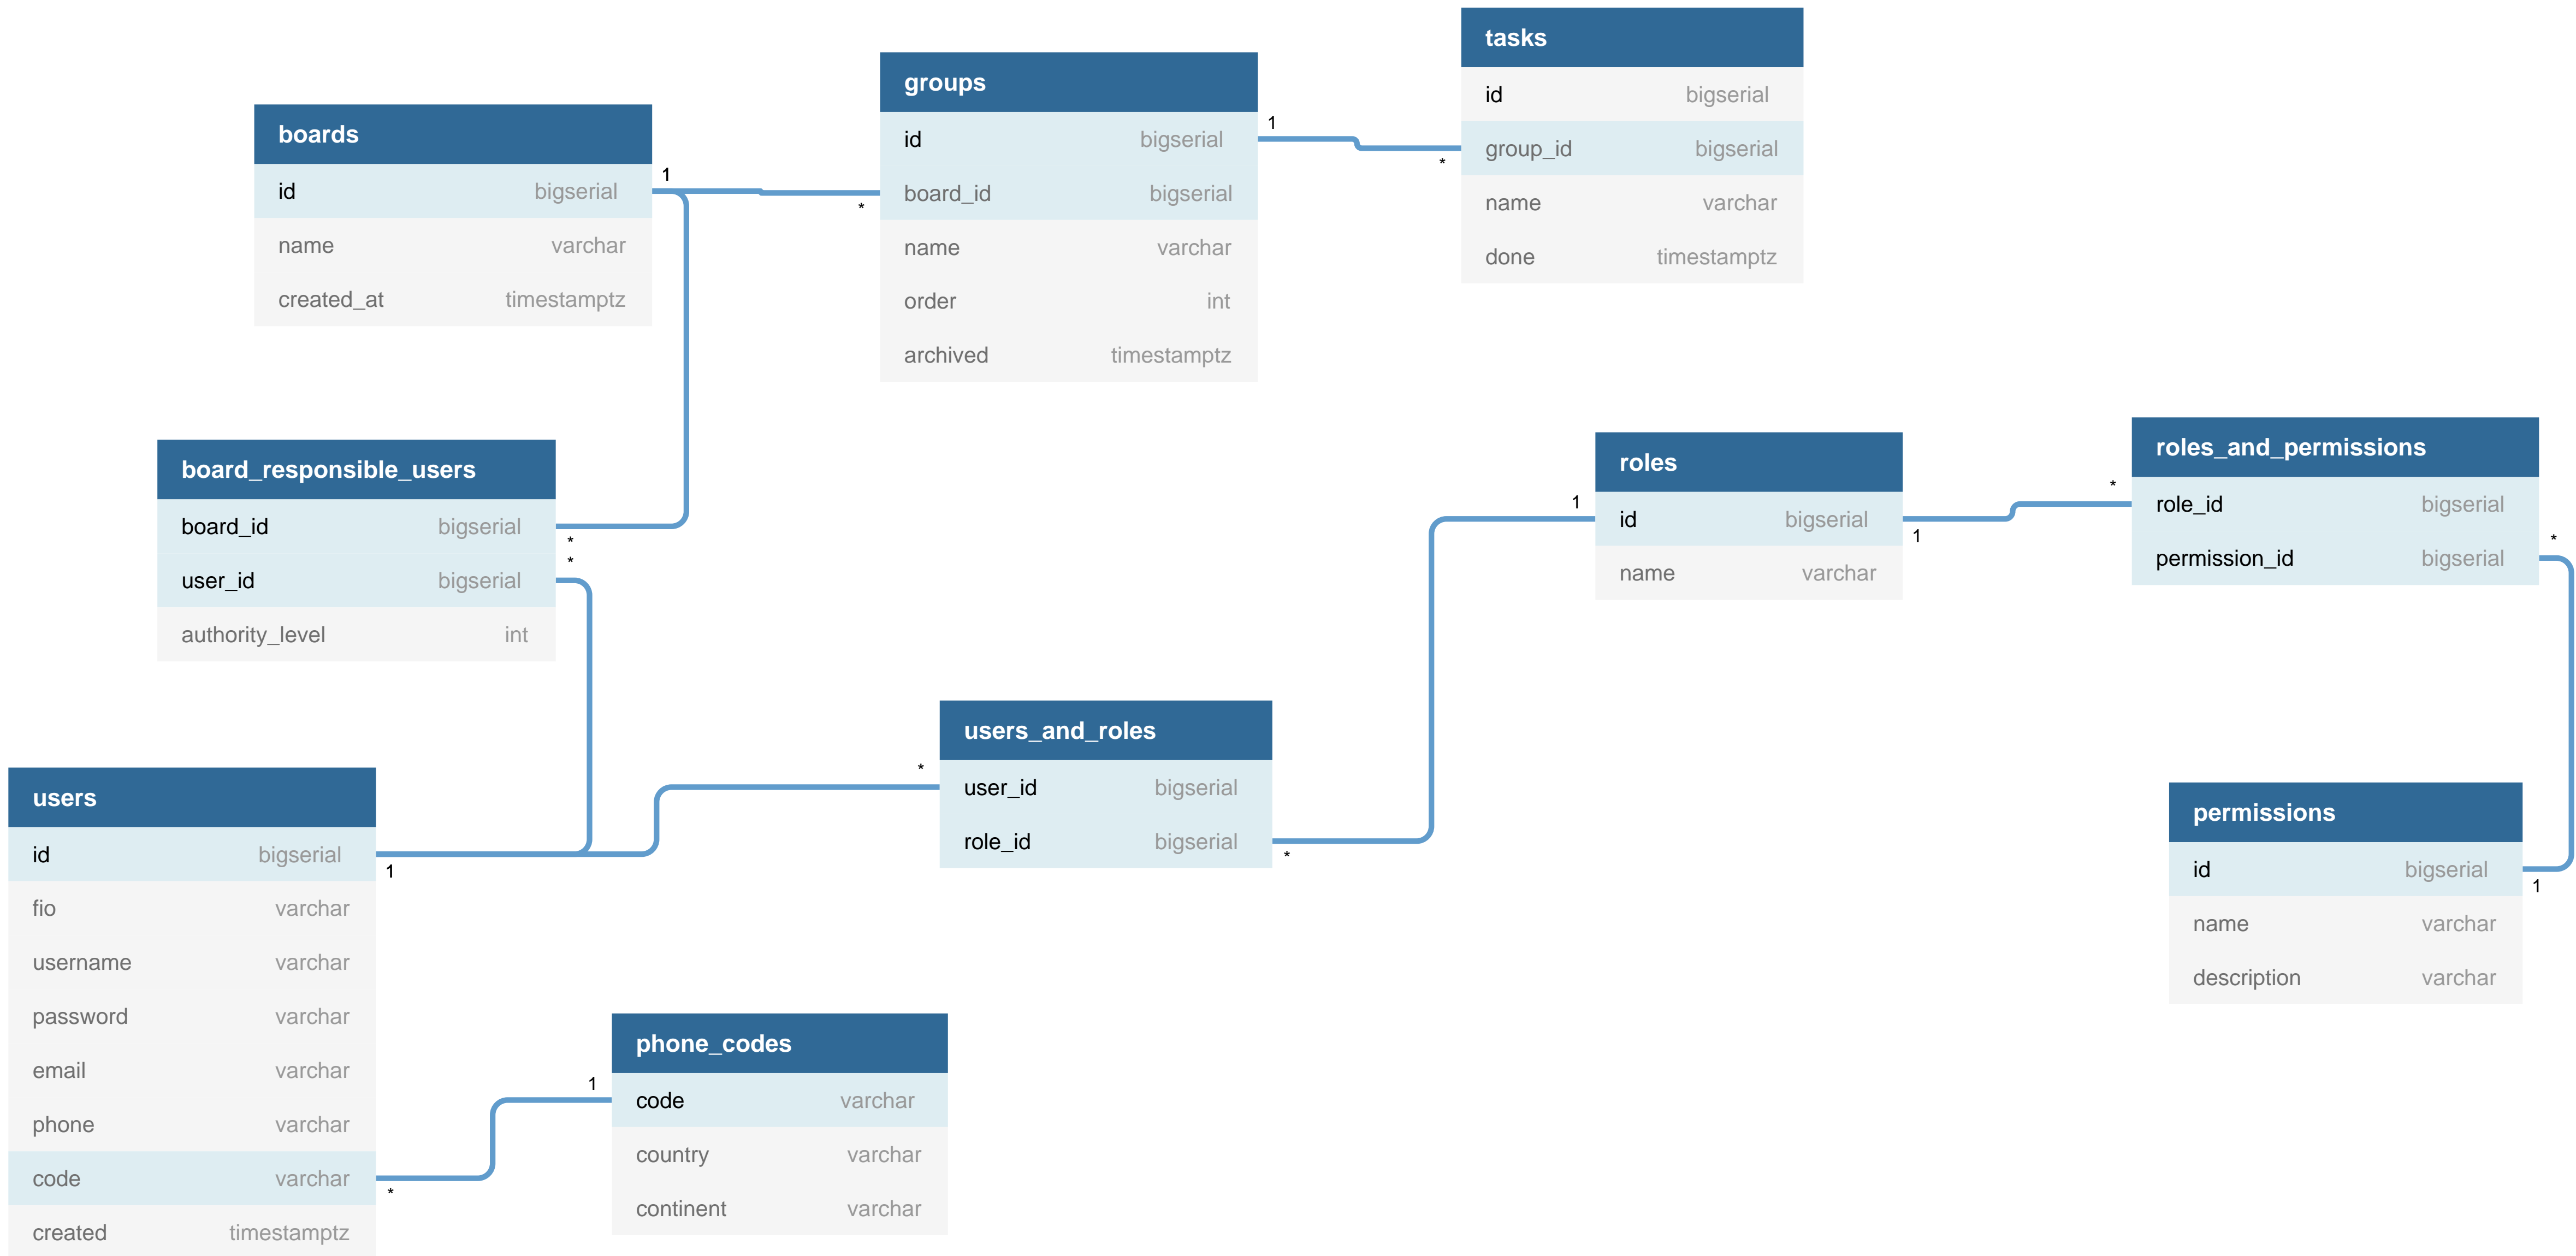 tasks
id bigserial
group_id bigserial
name varchar
done timestamptz
groups
id bigserial
board_id bigserial
name varchar
order int
archived timestamptz
1
*
boards
id bigserial
name varchar
created_at timestamptz
1
*
board_responsible_users
board_id bigserial
user_id bigserial
authority_level int
*
*
roles
id bigserial
name varchar
1
1
roles_and_permissions
role_id bigserial
permission_id bigserial
*
*
users_and_roles
user_id bigserial
role_id bigserial
*
*
permissions
id bigserial
name varchar
description varchar
1
users
id bigserial
fio varchar
username varchar
password varchar
email varchar
phone varchar
code varchar
created timestamptz
1
*
phone_codes
code varchar
country varchar
continent varchar
1